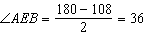 ∠AEB = (180 − 108)/2 = 36